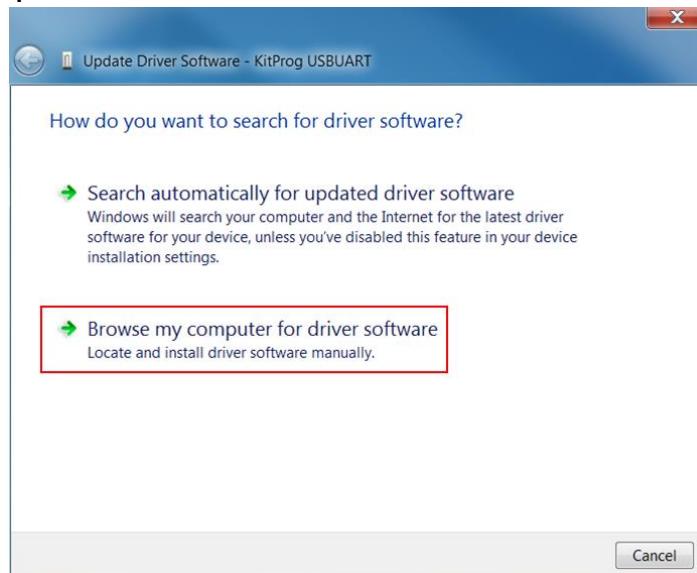 X
Update Driver Software - KitProg USBUART
How do you want to search for driver software?
Search automatically for updated driver software
Windows will search your computer and the Internet for the latest driver
software for your device, unless you've disabled this feature in your device
installation settings.
Browse my computer for driver software
Locate and install driver software manually.
Cancel